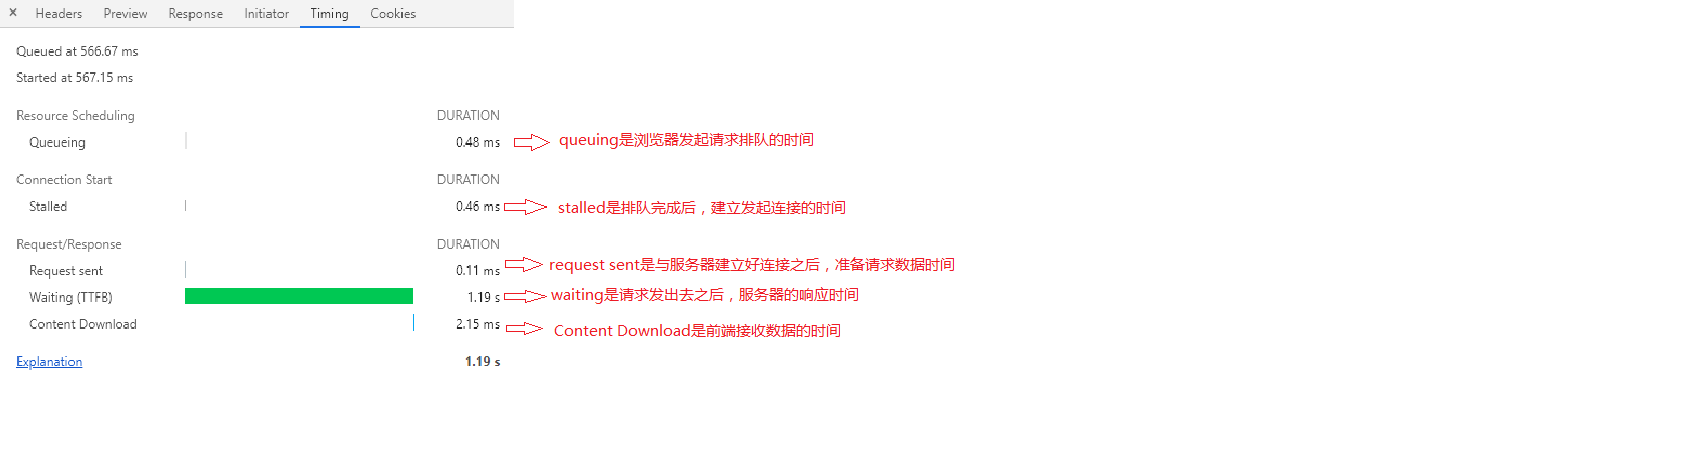 × Headers Preview Response Initiator Timing Cookies
Queued at 566.67 ms
Started at 567.15 ms
Resource Scheduling DURATION
Queueing 0.48 ms queuing是浏览器发起请求排队的时间
Connection Start DURATION
Stalled 0.46 ms stalled是排队完成后，建立发起连接的时间
Request/Response DURATION
Request sent 0.11 ms request sent是与服务器建立好连接之后，准备请求数据时间
Waiting (TTFB) 1.19 s waiting是请求发出去之后，服务器的响应时间
Content Download 2.15 ms Content Download是前端接收数据的时间
Explanation 1.19 s